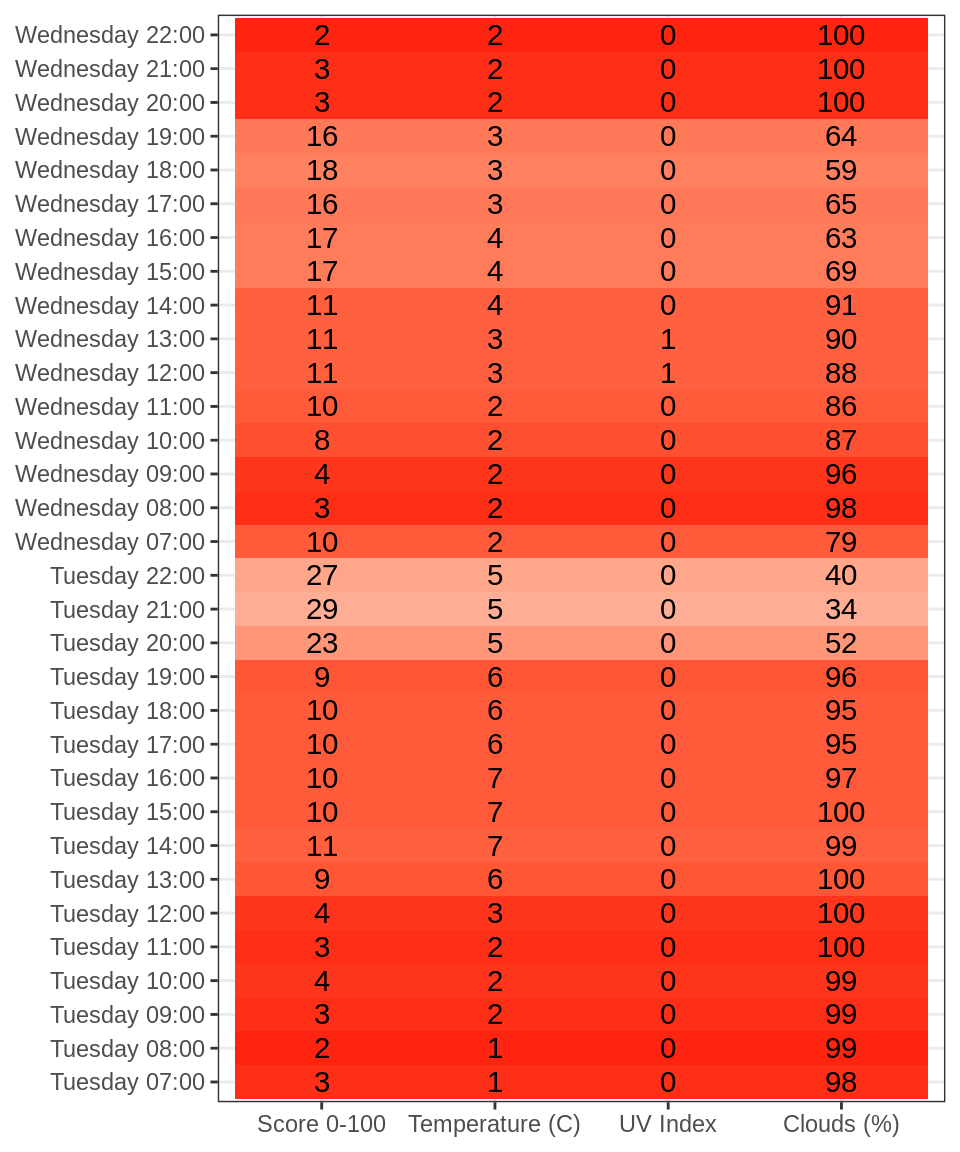 Wednesday 22:00 2 2 0 100
Wednesday 21:00 3 2 0 100
Wednesday 20:00 3 2 0 100
Wednesday 19:00 16 3 0 64
Wednesday 18:00 18 3 0 59
Wednesday 17:00 16 3 0 65
Wednesday 16:00 17 4 0 63
Wednesday 15:00 17 4 0 69
Wednesday 14:00 11 4 0 91
Wednesday 13:00 11 3 1 90
Wednesday 12:00 11 3 1 88
Wednesday 11:00 10 2 0 86
Wednesday 10:00 8 2 0 87
Wednesday 09:00 4 2 0 96
Wednesday 08:00 3 2 0 98
Wednesday 07:00 10 2 0 79
Tuesday 22:00 27 5 0 40
Tuesday 21:00 29 5 0 34
Tuesday 20:00 23 5 0 52
Tuesday 19:00 9 6 0 96
Tuesday 18:00 10 6 0 95
Tuesday 17:00 10 6 0 95
Tuesday 16:00 10 7 0 97
Tuesday 15:00 10 7 0 100
Tuesday 14:00 11 7 0 99
Tuesday 13:00 9 6 0 100
Tuesday 12:00 4 3 0 100
Tuesday 11:00 3 2 0 100
Tuesday 10:00 4 2 0 99
Tuesday 09:00 3 2 0 99
Tuesday 08:00 2 1 0 99
Tuesday 07:00 3 1 0 98
Score 0-100 Temperature (C) UV Index Clouds (%)